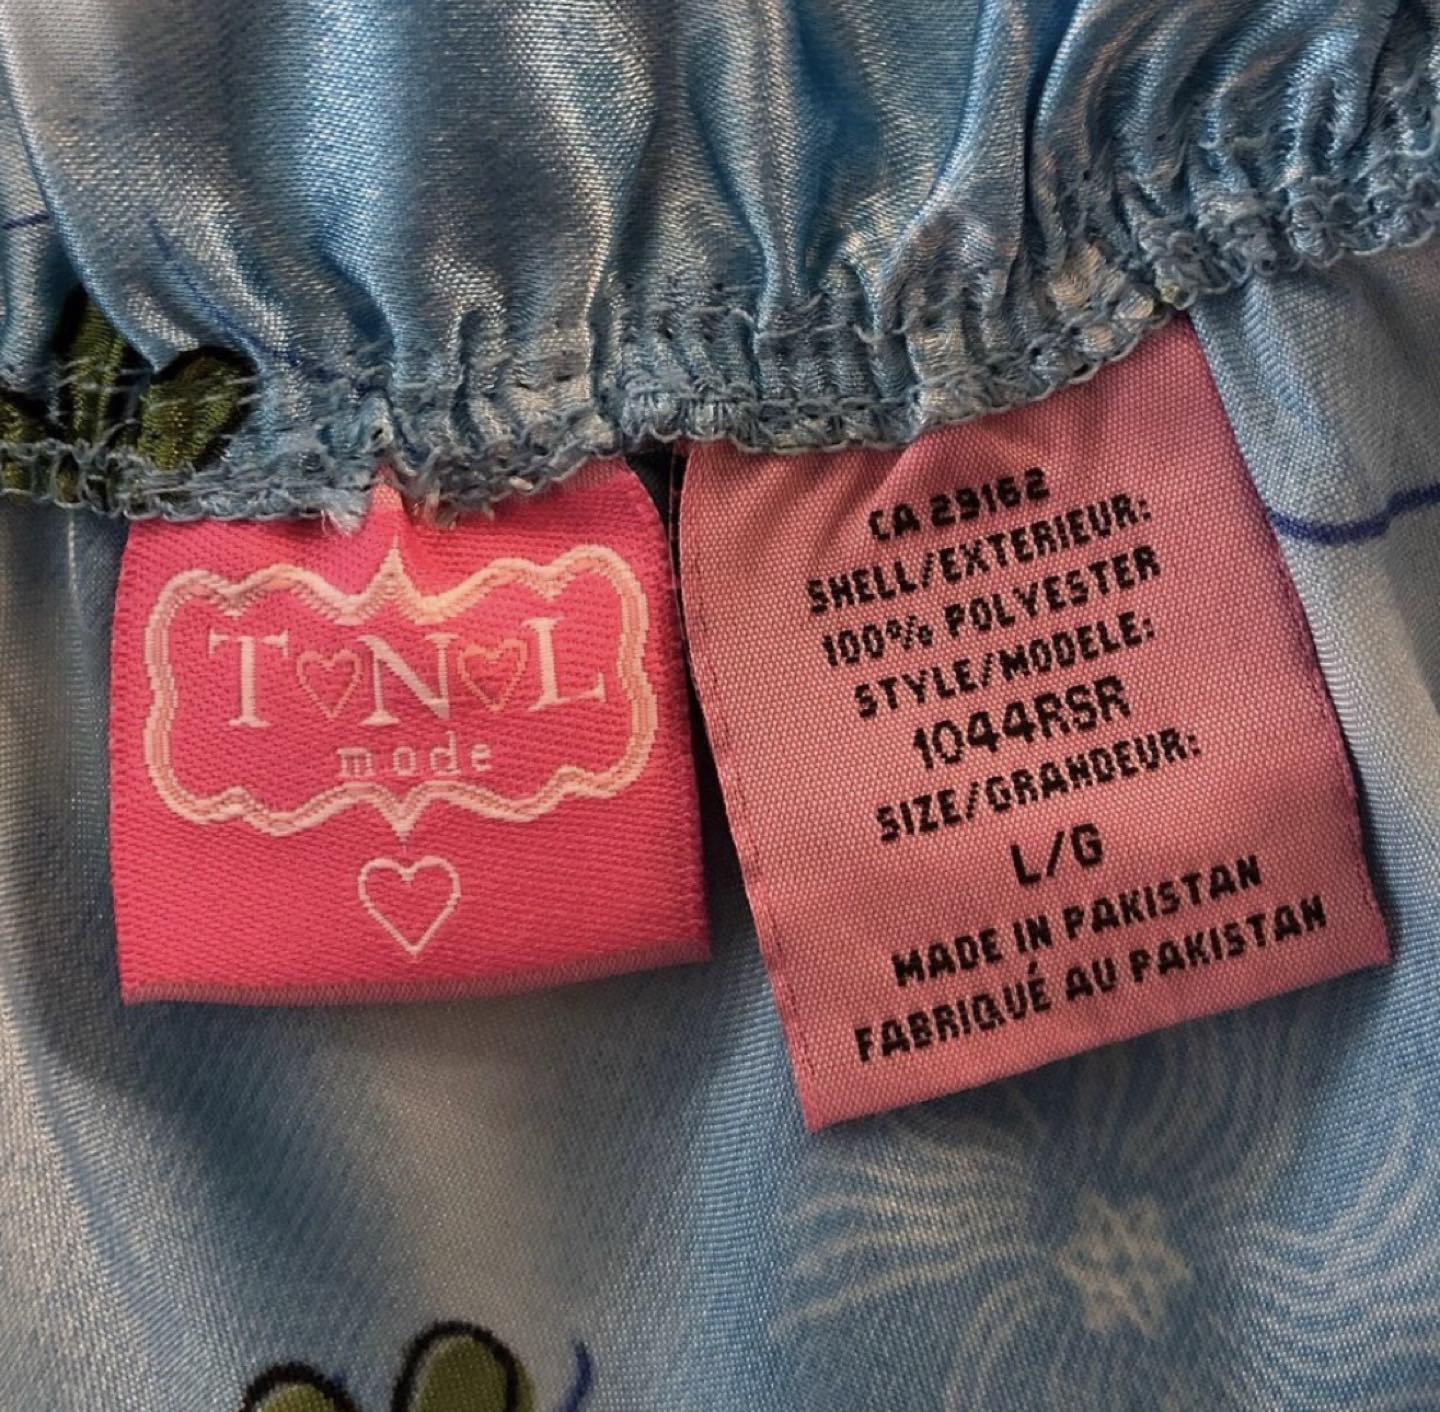 T♡N♡L
mode
CA 29162
SHELL/EXTERIEUR:
100% POLYESTER
STYLE/MODELE:
1044RSR
SIZE/GRANDEUR:
L/G
MADE IN PAKISTAN
FABRIQUÉ AU PAKISTAN